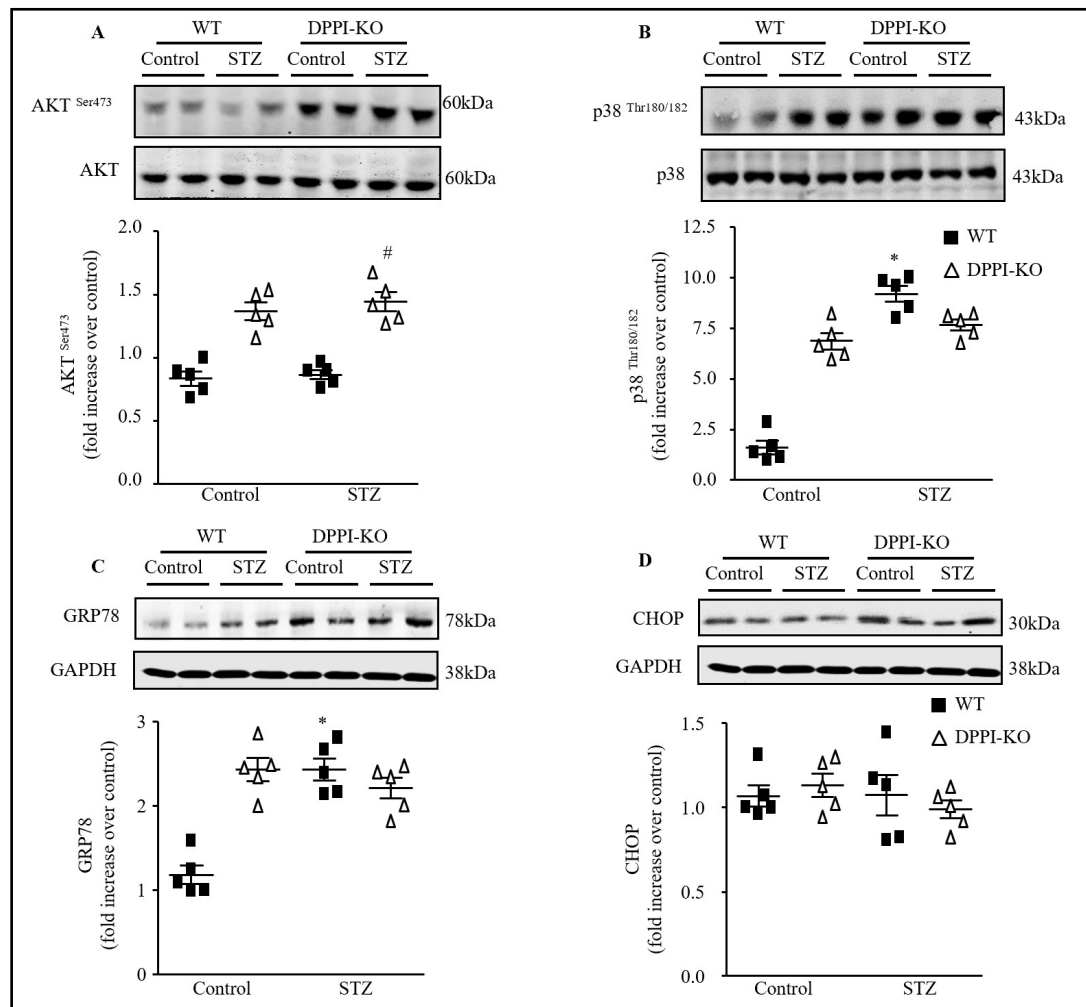 A
WT DPPI-KO
Control STZ Control STZ
AKT Ser473 60kDa
AKT 60kDa
2.0
1.5
1.0
0.5
0.0
AKT Ser473
(fold increase over control)
#
Control STZ
B
WT DPPI-KO
Control STZ Control STZ
p38 Thr180/182 43kDa
p38 43kDa
12.5
10.0
7.5
5.0
2.5
0.0
p38 Thr180/182
(fold increase over control)
*
WT
DPPI-KO
Control STZ
C
WT DPPI-KO
Control STZ Control STZ
GRP78 78kDa
GAPDH 38kDa
3
2
1
0
GRP78
(fold increase over control)
*
Control STZ
D
WT DPPI-KO
Control STZ Control STZ
CHOP 30kDa
GAPDH 38kDa
1.5
1.0
0.5
0.0
CHOP
(fold increase over control)
WT
DPPI-KO
Control STZ